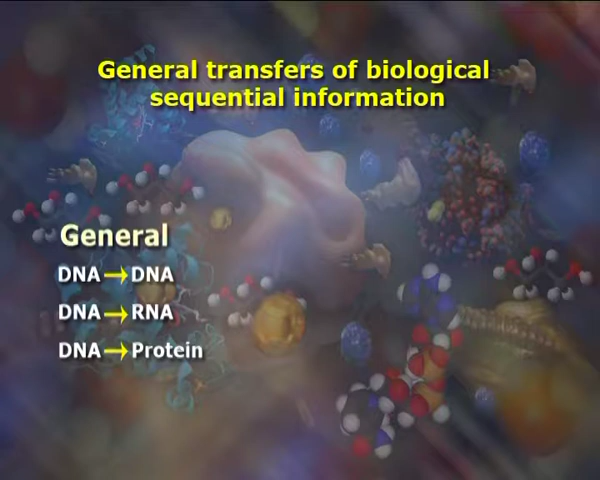 General transfers of biological
sequential information
General
DNA→DNA
DNA→RNA
DNA→Protein